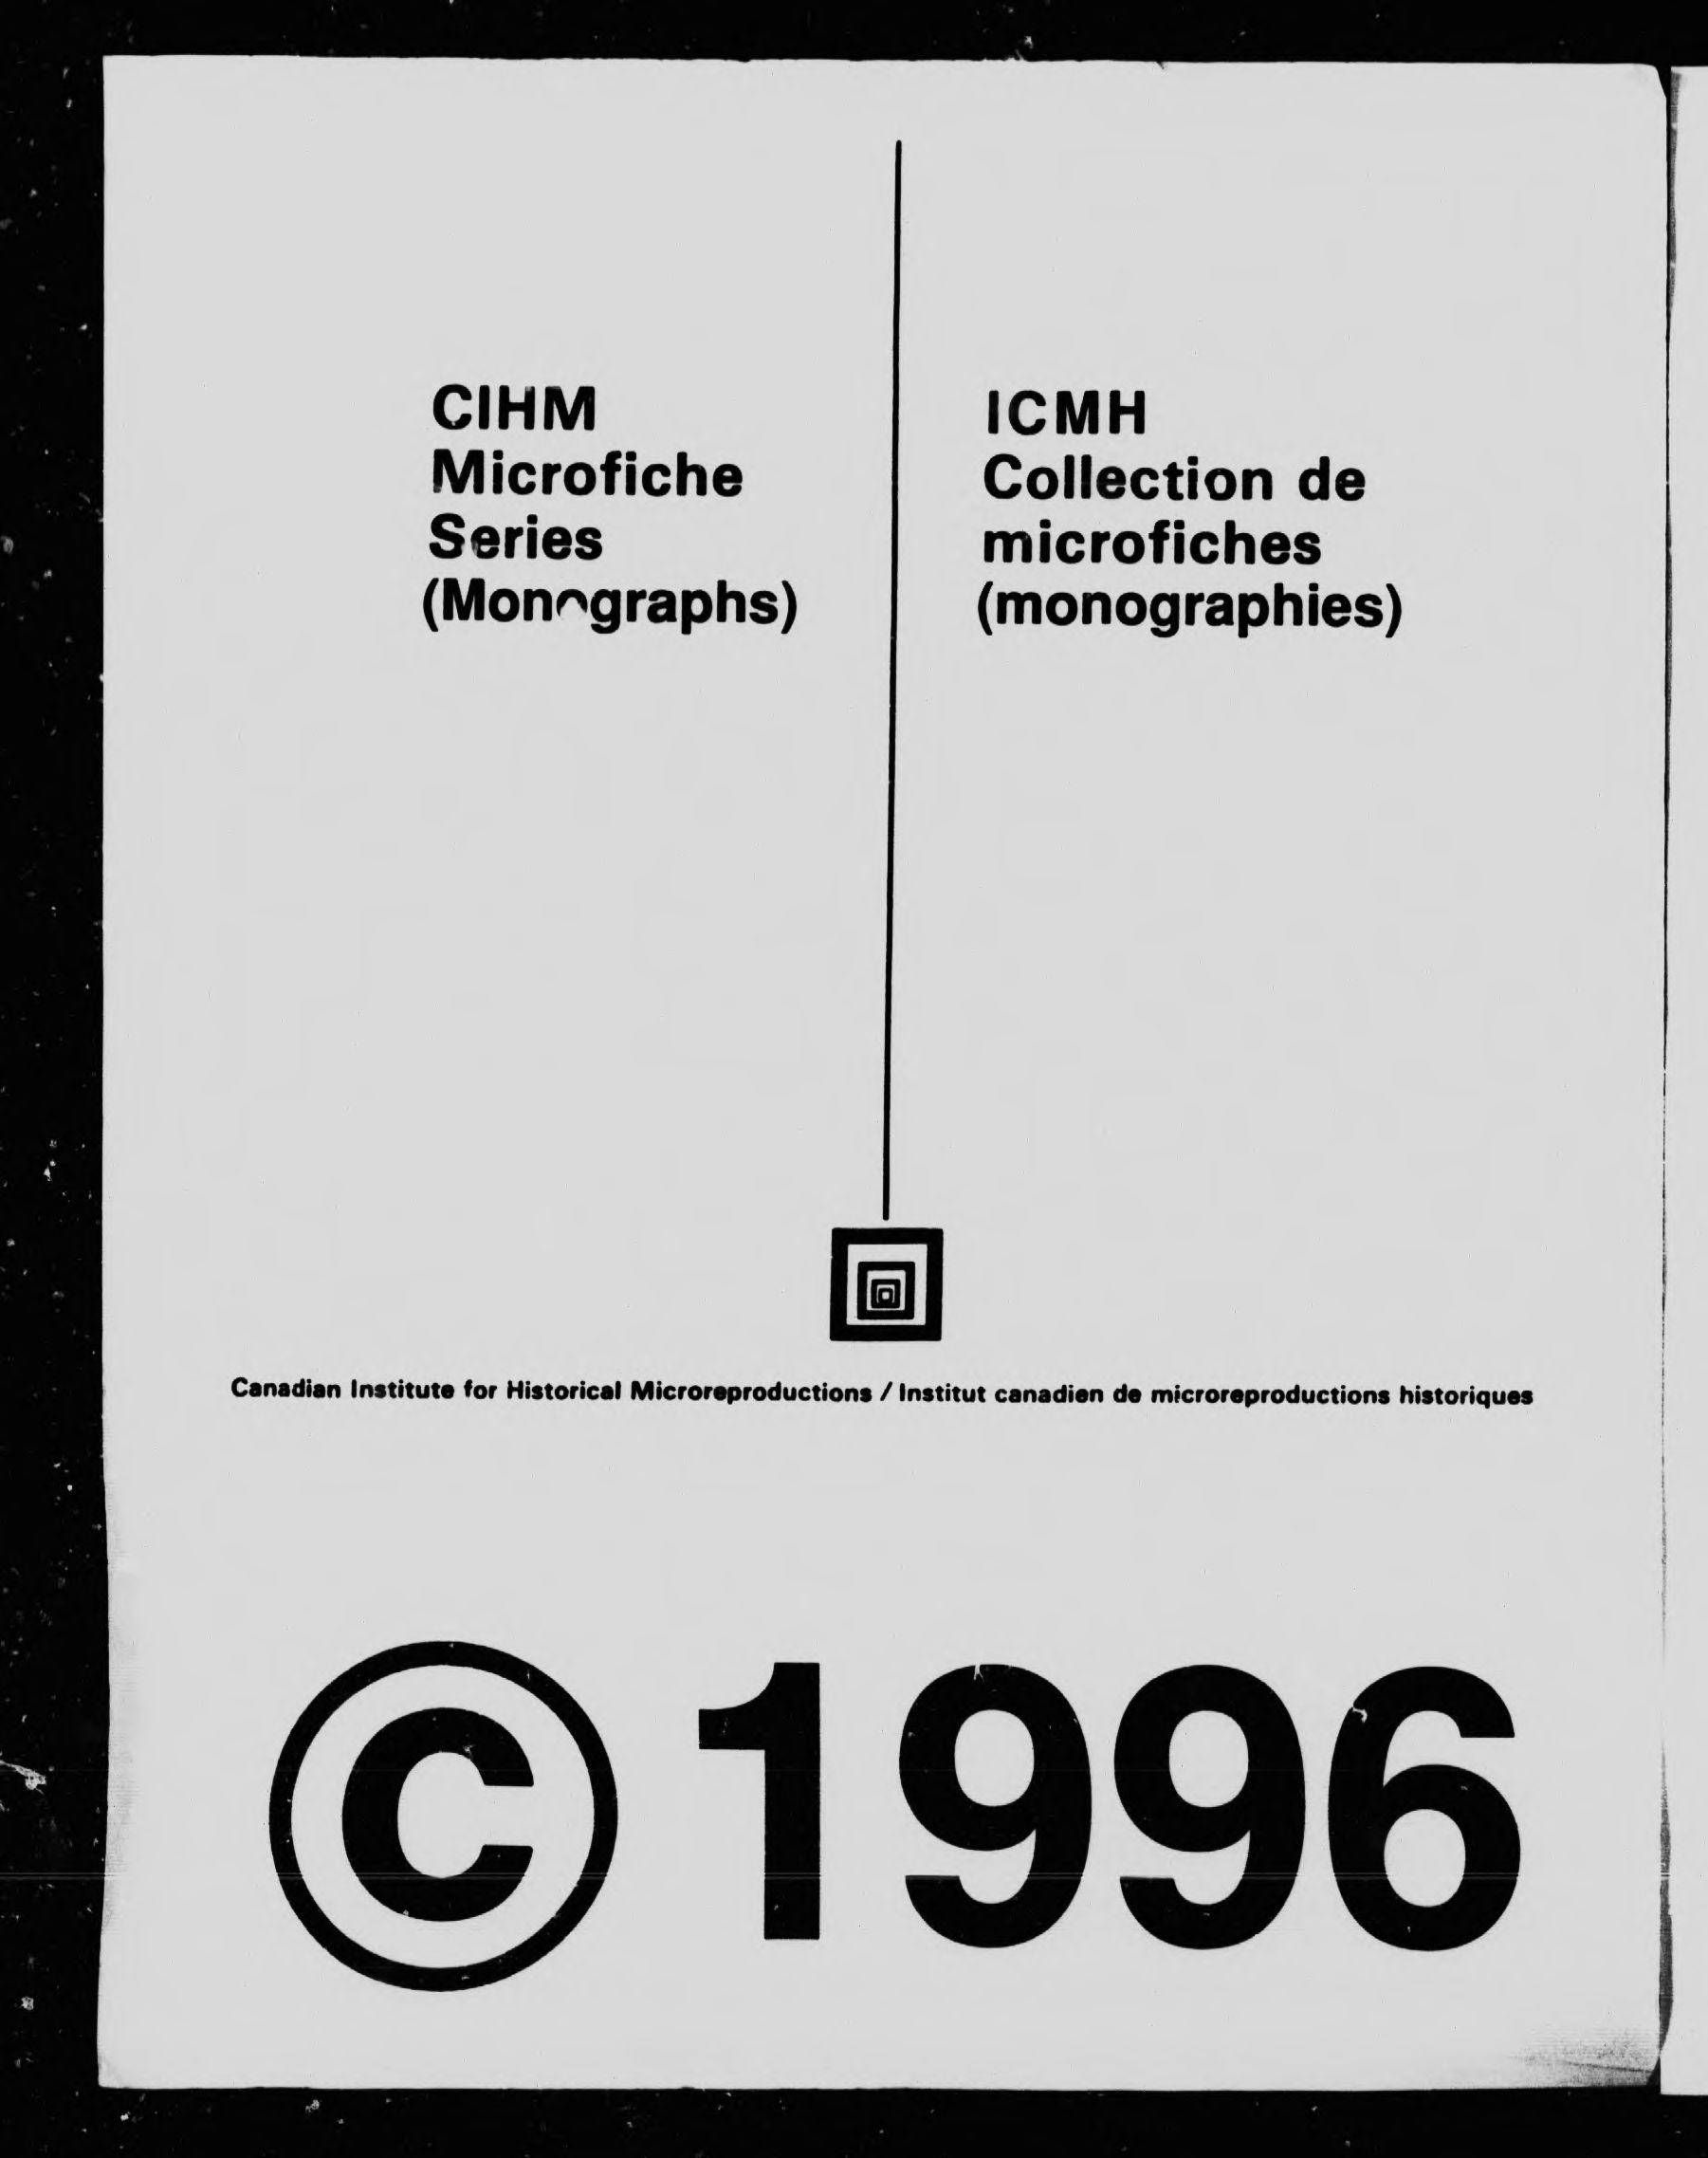 CIHM
Microfiche
Series
(Monographs)
ICMH
Collection de
microfiches
(monographies)
Canadian Institute for Historical Microreproductions / Institut canadien de microreproductions historiques
© 1996